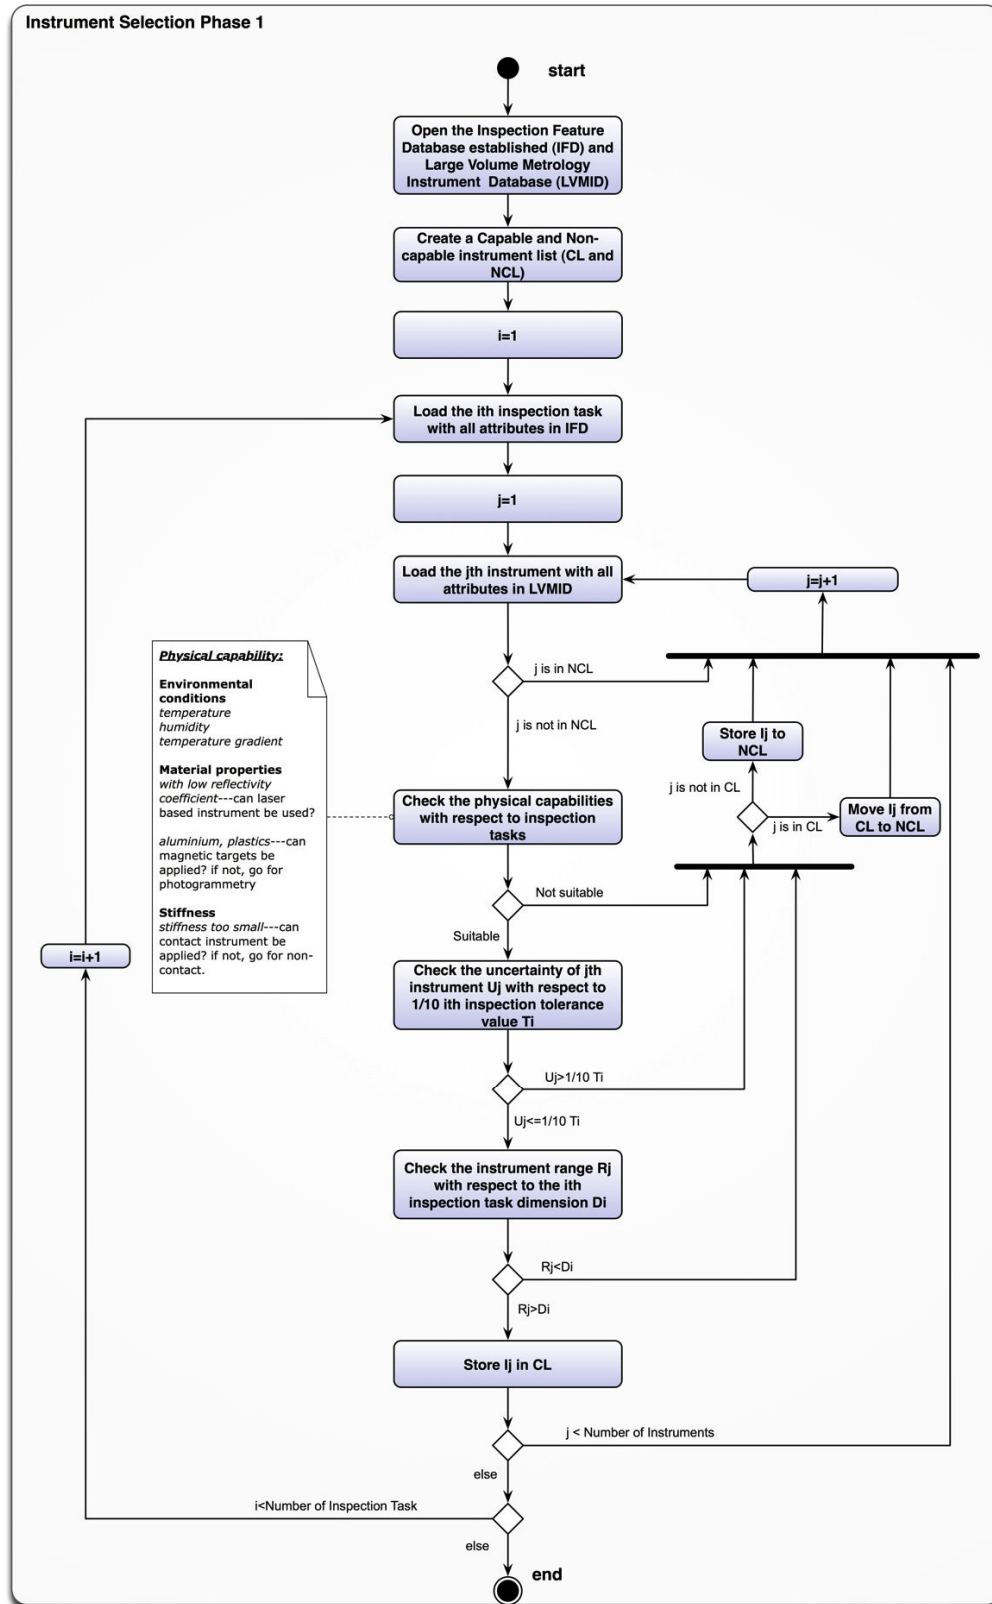 Instrument Selection Phase 1
start
Open the Inspection Feature
Database established (IFD) and
Large Volume Metrology
Instrument Database (LVMID)
Create a Capable and Non-
capable instrument list (CL and
NCL)
i=1
Load the ith inspection task
with all attributes in IFD
j=1
Load the jth instrument with all
attributes in LVMID
j=j+1
j is in NCL
j is not in NCL
Physical capability:
Environmental
conditions
temperature
humidity
temperature gradient
Material properties
with low reflectivity
coefficient---can laser
based instrument be used?
aluminium, plastics---can
magnetic targets be
applied? if not, go for
photogrammetry
Stiffness
stiffness too small---can
contact instrument be
applied? if not, go for non-
contact.
Check the physical capabilities
with respect to inspection
tasks
Store Ij to
NCL
j is not in CL
j is in CL
Move Ij from
CL to NCL
Not suitable
Suitable
i=i+1
Check the uncertainty of jth
instrument Uj with respect to
1/10 ith inspection tolerance
value Ti
Uj>1/10 Ti
Uj<=1/10 Ti
Check the instrument range Rj
with respect to the ith
inspection task dimension Di
Rj<Di
Rj>Di
Store Ij in CL
j < Number of Instruments
else
i<Number of Inspection Task
else
end